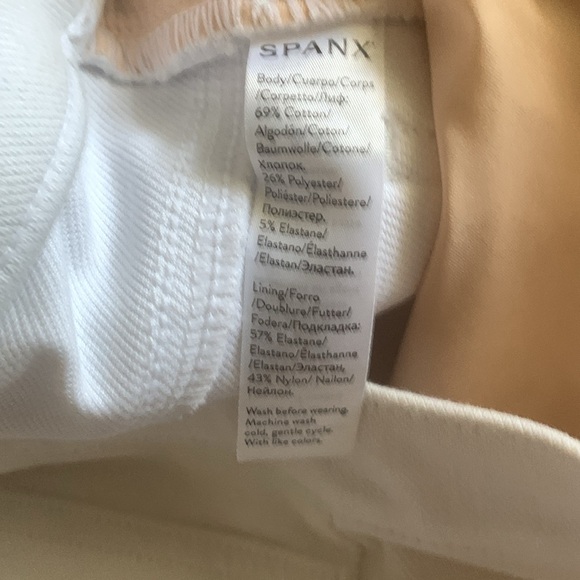 SPANX
Body/Cuerpo/Corps
/Corpetto/Лиф:
69% Cotton/
Algodón/Coton/
Baumwolle/Cotone/
Хлопок.
26% Polyester/
Poliéster/Poliestere/
Полиэстер.
5% Elastane/
Elastano/Élasthanne
/Elastan/Эластан.
Lining/Forro
/Doublure/Futter/
Fodera/Подкладка:
57% Elastane/
Elastano/Élasthanne
/Elastan/Эластан,
43% Nylon/ Nailon/
Нейлон.
Wash before wearing.
Machine wash
cold, gentle cycle.
With like colors.